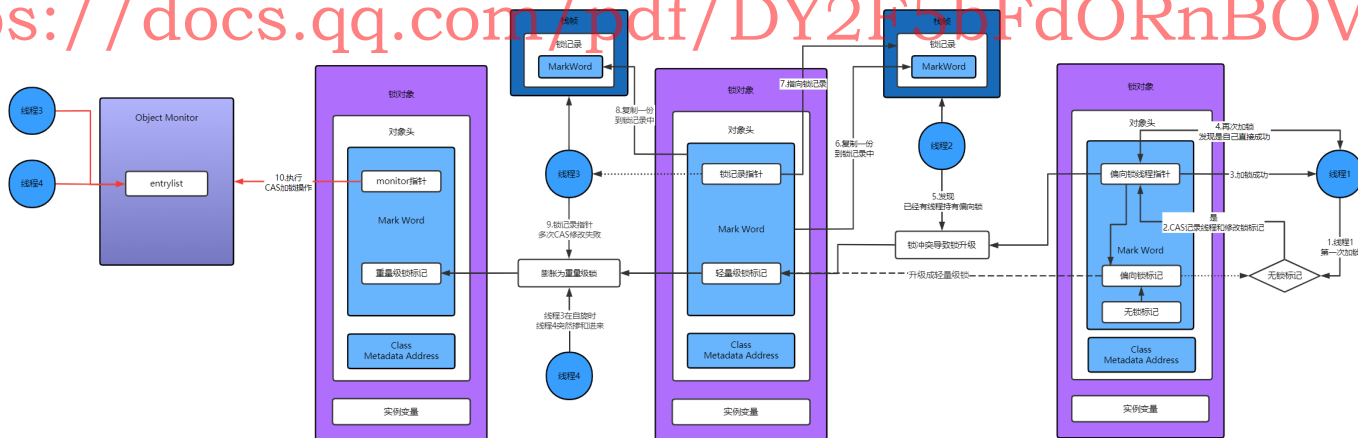 ps://docs.qq.com/pdf/DY2F5bFdORnBOV
栈帧
锁记录
MarkWord
栈帧
锁记录
MarkWord
线程3
线程4
Object Monitor
entrylist
10.执行
CAS加锁操作
锁对象
对象头
monitor指针
Mark Word
重量级锁标记
Class
Metadata Address
实例变量
8.复制一份
到锁记录中
线程3
9.锁记录指针
多次CAS修改失败
膨胀为重量级锁
线程3在自旋时
线程4突然掺和进来
线程4
锁对象
对象头
锁记录指针
Mark Word
轻量级锁标记
Class
Metadata Address
实例变量
7.指向锁记录
6.复制一份
到锁记录中
线程2
5.发现
已经有线程持有偏向锁
锁冲突导致锁升级
升级成轻量级锁
锁对象
对象头
偏向锁线程指针
Mark Word
偏向锁标记
无锁标记
Class
Metadata Address
实例变量
4.再次加锁
发现是自己直接成功
3.加锁成功
线程1
是
2.CAS记录线程和修改锁标记
1.线程1
第一次加锁
无锁标记